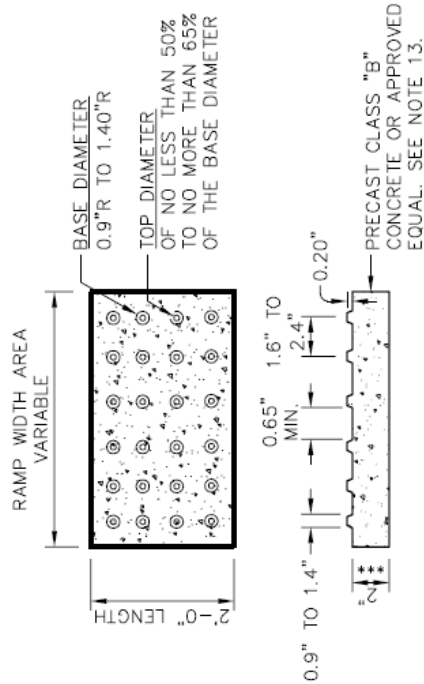 RAMP WIDTH AREA
VARIABLE
BASE DIAMETER
0.9"R TO 1.40"R
TOP DIAMETER
OF NO LESS THAN 50%
TO NO MORE THAN 65%
OF THE BASE DIAMETER
2'-0" LENGTH
0.9" TO 1.4"
0.65"
MIN.
1.6" TO
2.4"
0.20"
2"
***
PRECAST CLASS "B"
CONCRETE OR APPROVED
EQUAL. SEE NOTE 13.